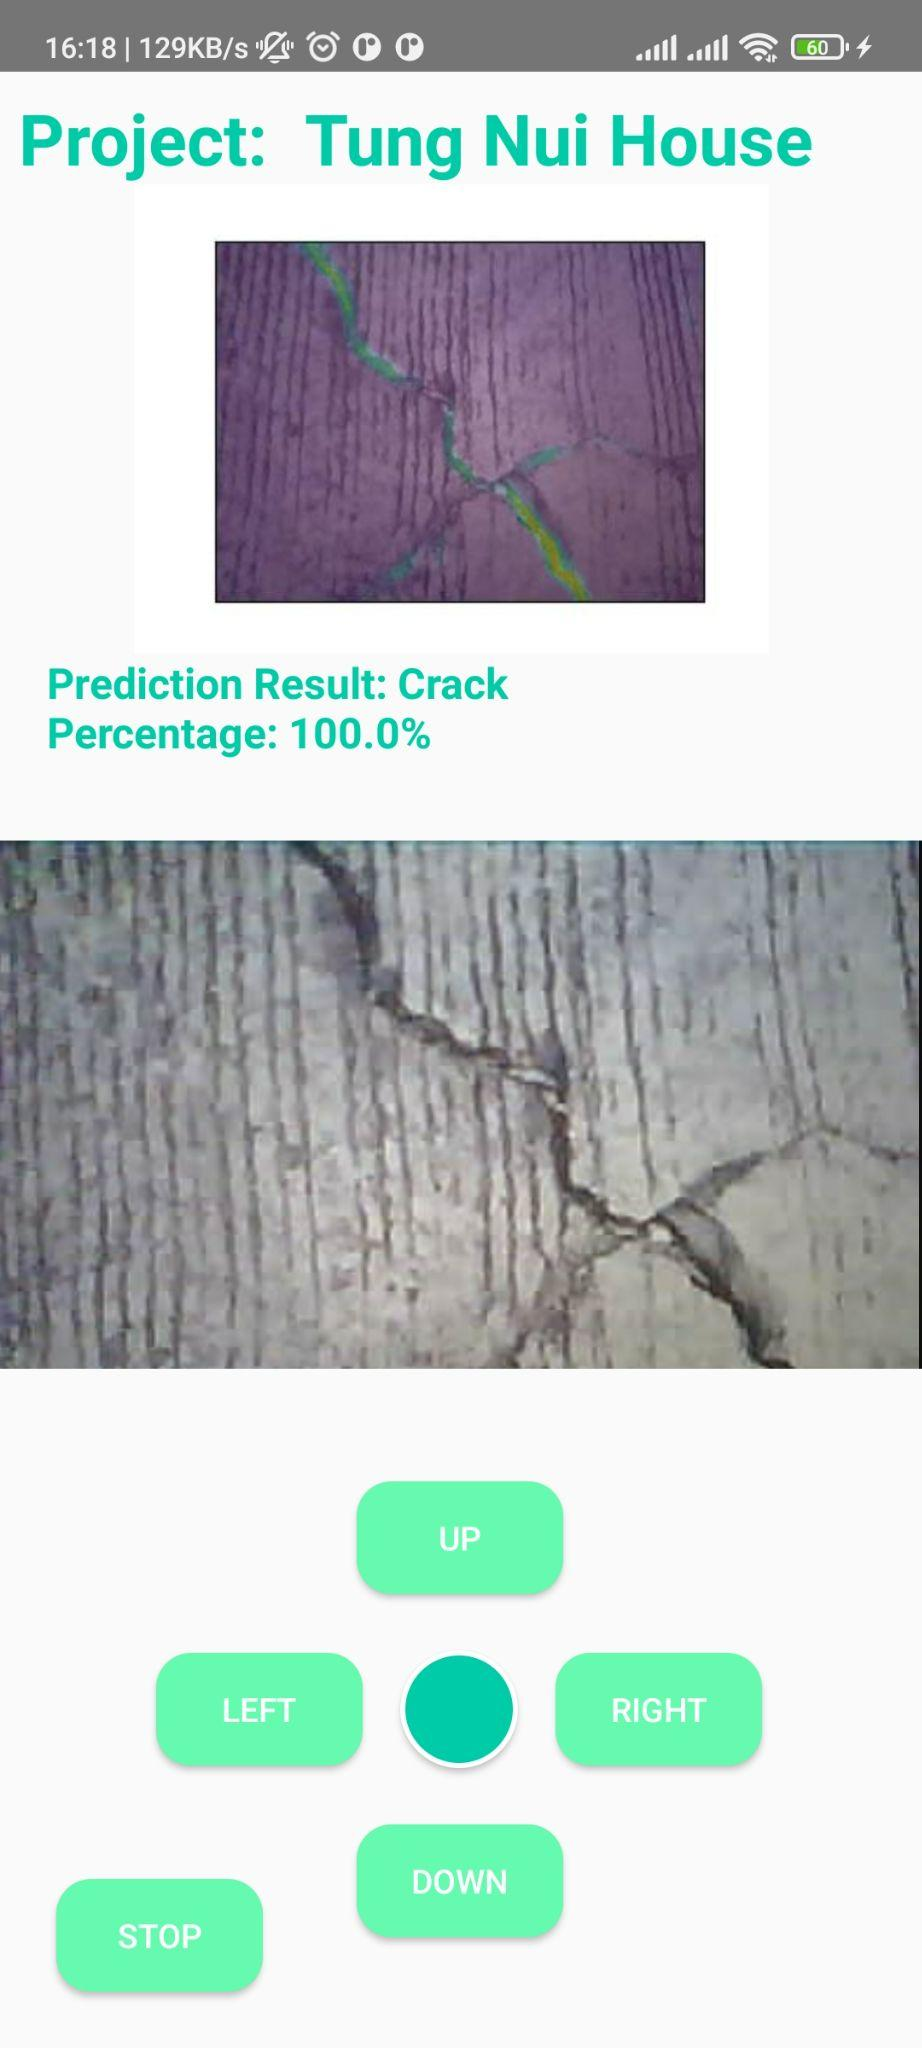 16:18 | 129KB/s 60
Project: Tung Nui House
Prediction Result: Crack
Percentage: 100.0%
UP
LEFT RIGHT
DOWN
STOP